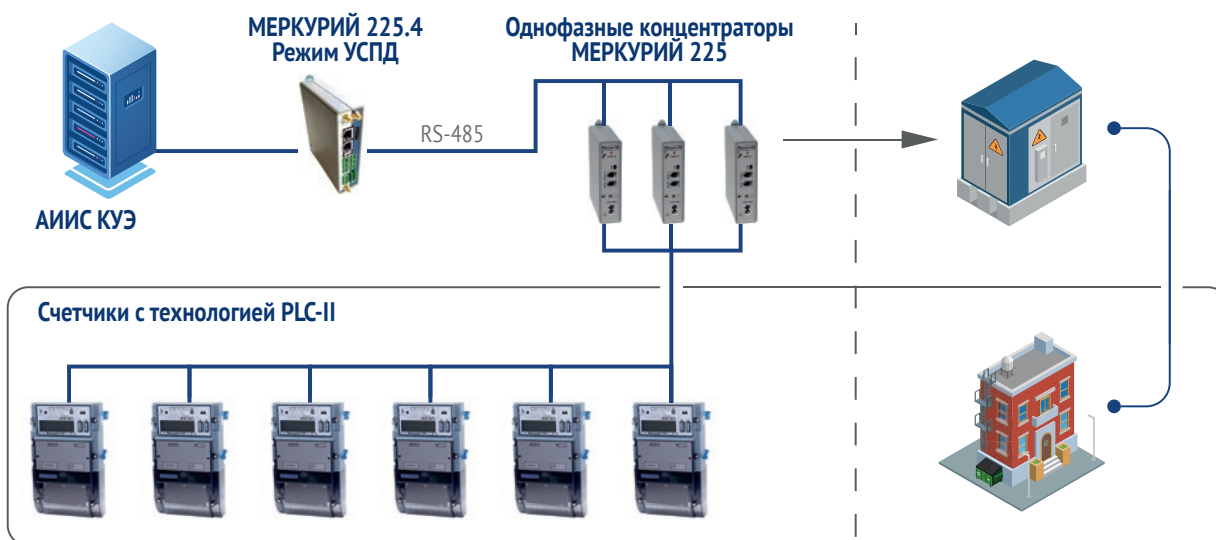 МЕРКУРИЙ 225.4
Режим УСПД
Однофазные концентраторы
МЕРКУРИЙ 225
RS-485
АИИС КУЭ
Счетчики с технологией PLC-II